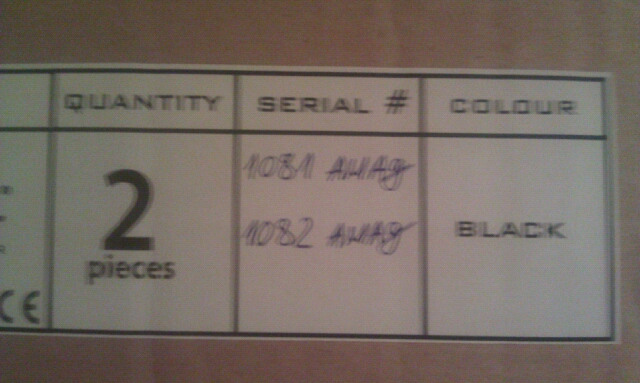 QUANTITY
SERIAL #
COLOUR
2
pieces
1081
1082
BLACK
CE